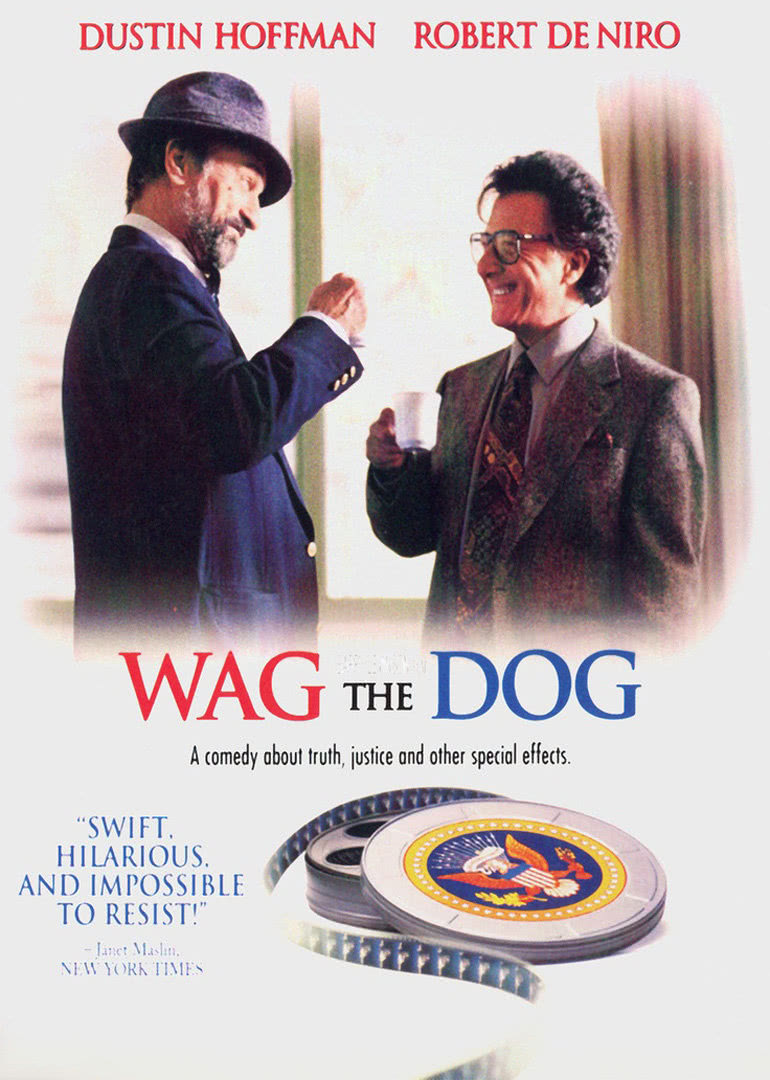 DUSTIN HOFFMAN ROBERT DE NIRO
WAG THE DOG
A comedy about truth, justice and other special effects.
“SWIFT,
HILARIOUS,
AND IMPOSSIBLE
TO RESIST!”
– Janet Maslin,
NEW YORK TIMES